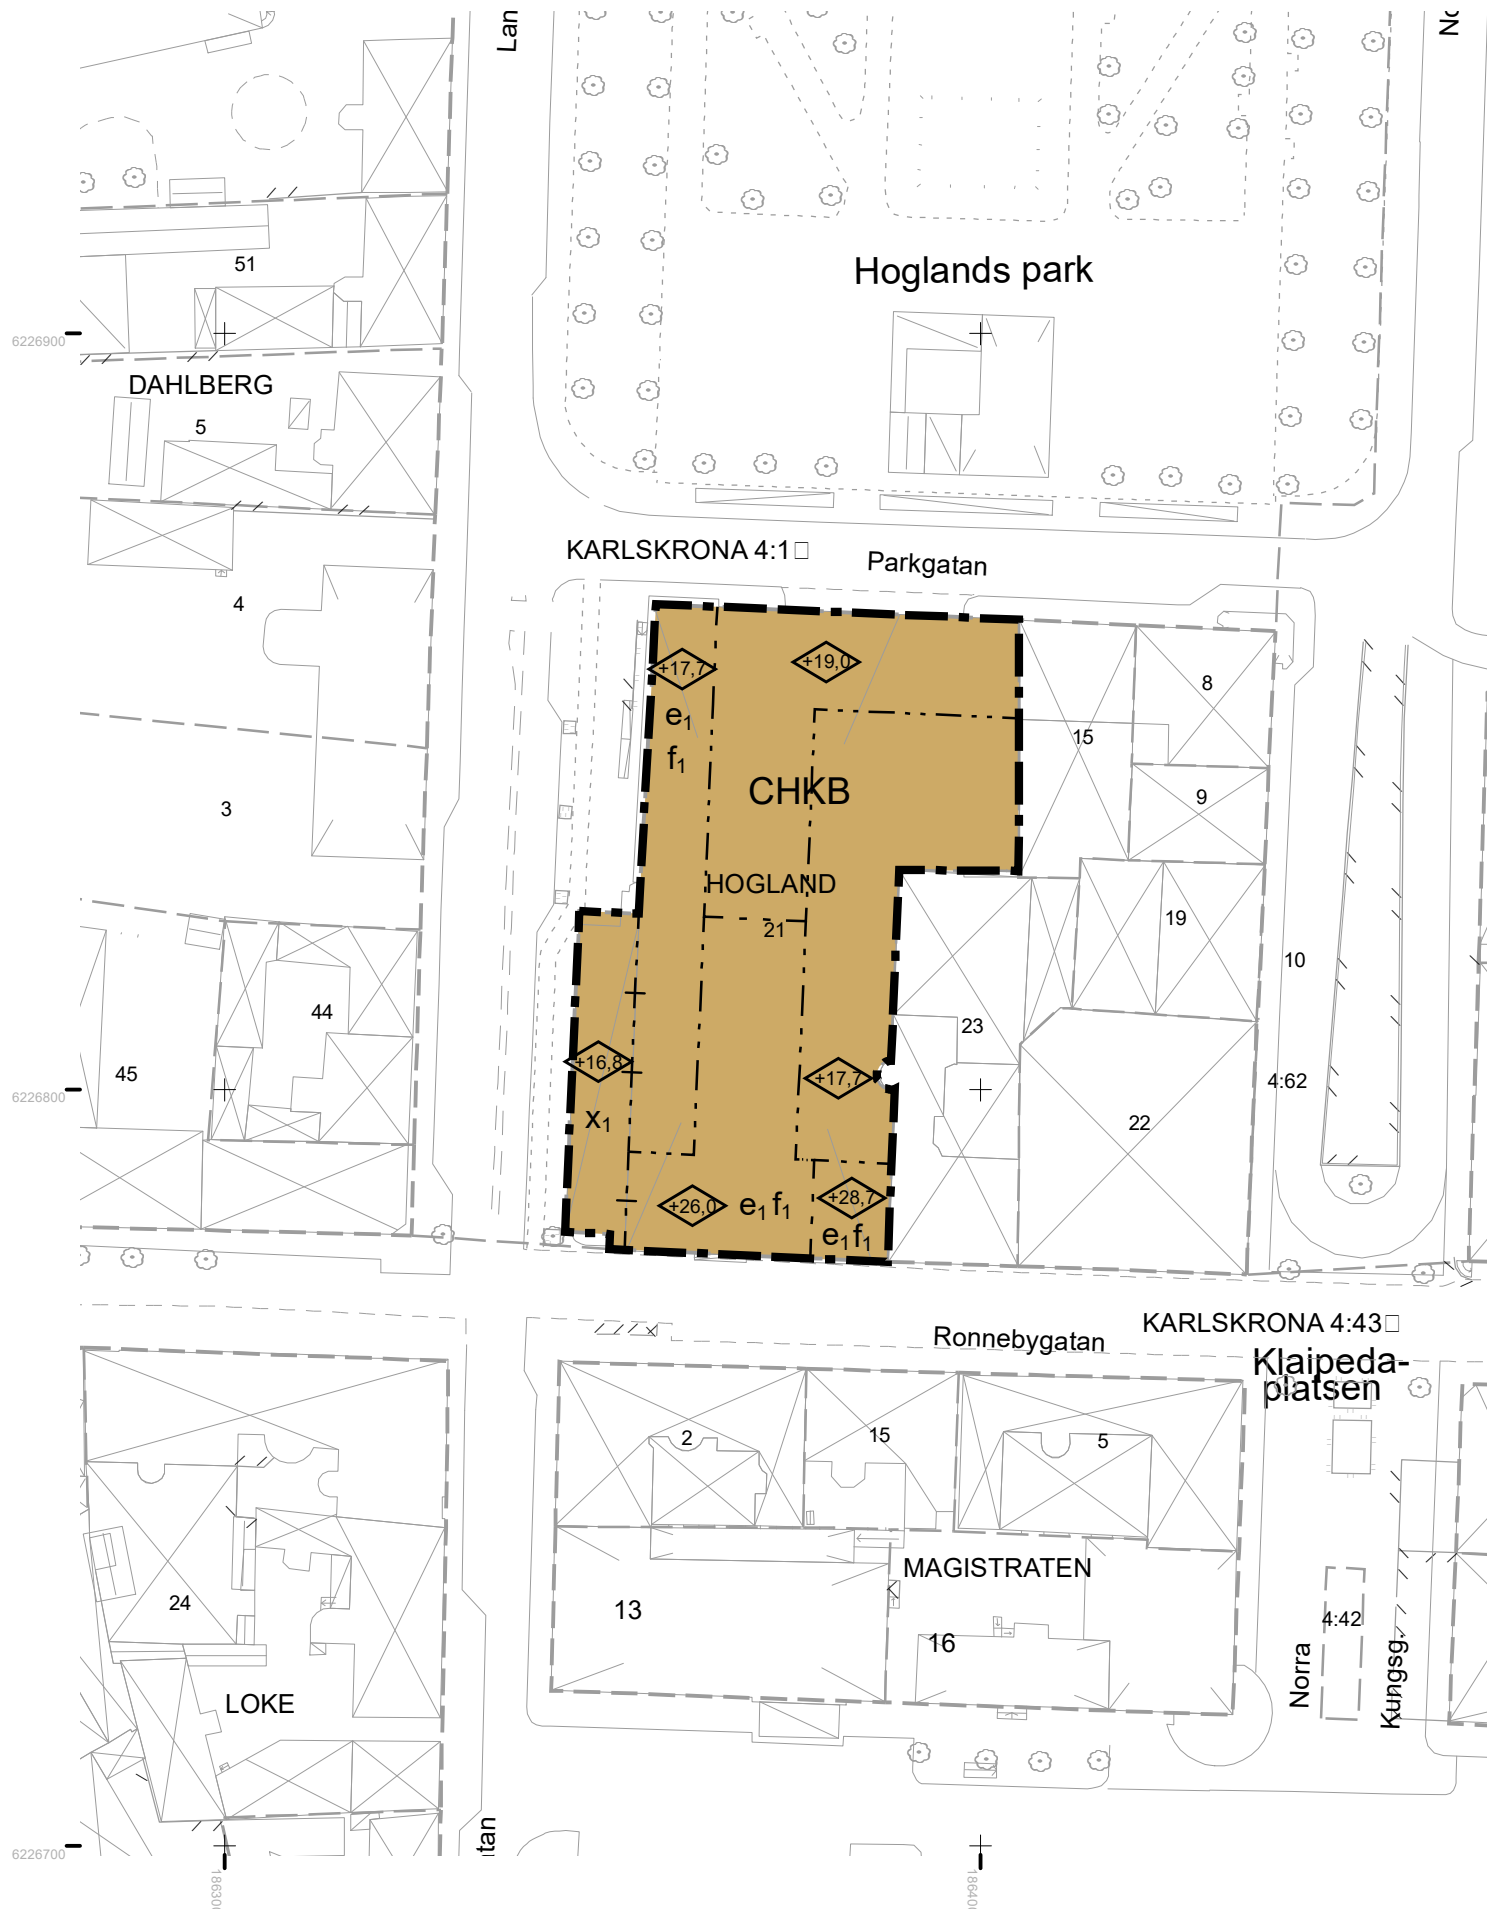 Lan
No
51
Hoglands park
6226900
DAHLBERG
5
KARLSKRONA 4:1
Parkgatan
4
+17,7
+19,0
8
e1
15
f1
CHKB
9
3
HOGLAND
19
21
10
44
23
45
+16,8
+17,7
4:62
6226800
x1
22
+26,0
e1 f1
+28,7
e1 f1
KARLSKRONA 4:43
Ronnebygatan
Klaipeda-
platsen
2
15
5
MAGISTRATEN
24
13
4:42
16
Norra
Kungsg.
LOKE
tan
6226700
186300
186400